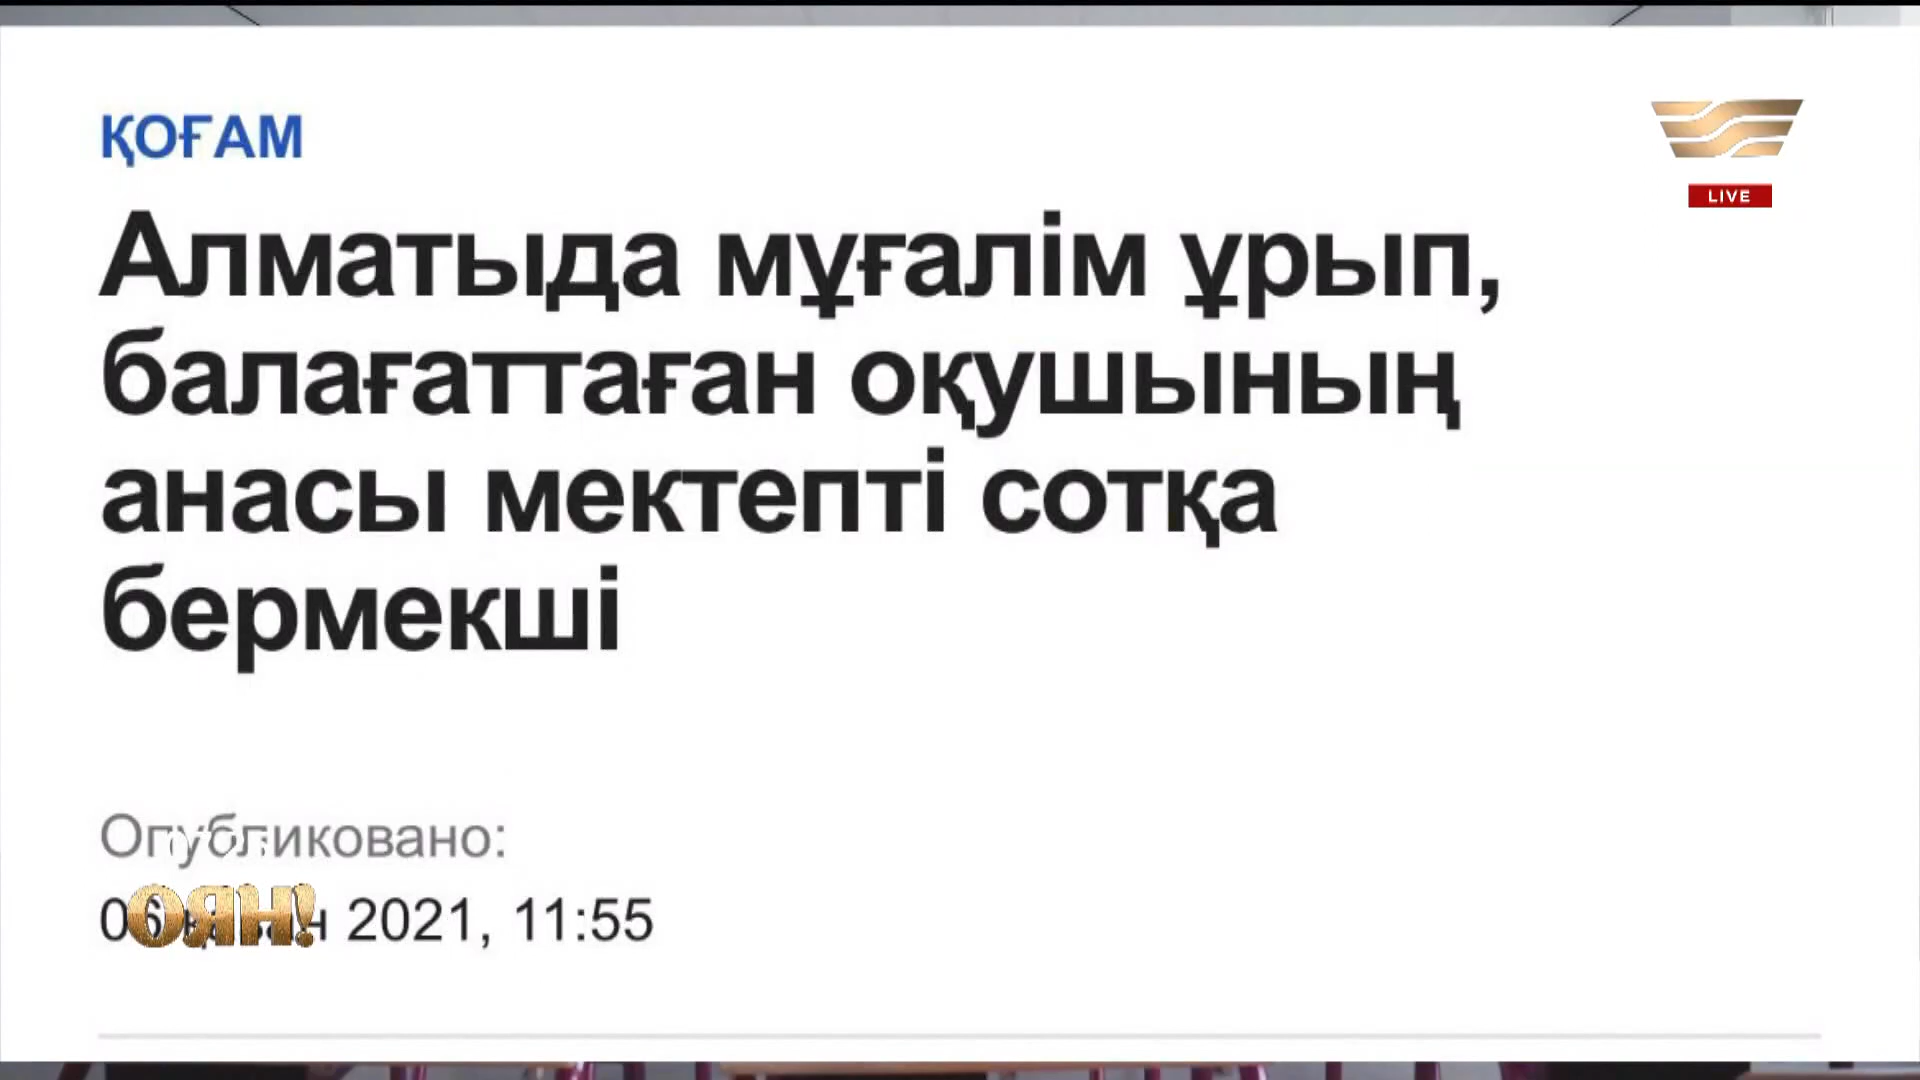 ҚОҒАМ
LIVE
Алматыда мұғалім ұрып,
балағаттаған оқушының
анасы мектепті сотқа
бермекші
Опубликовано:
ОЯН!
2021, 11:55